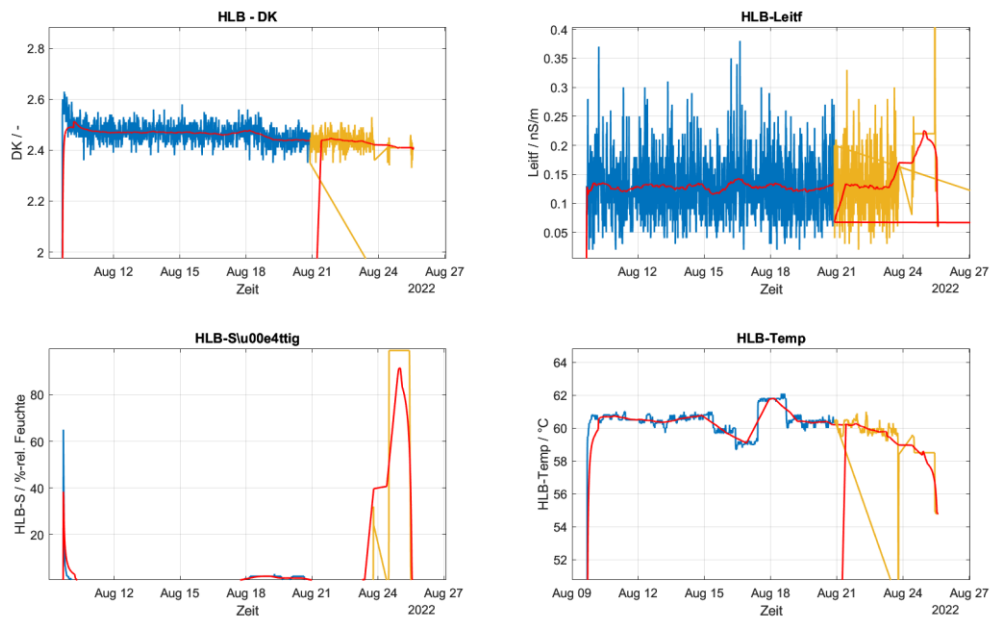 HLB - DK
DK / -
2.8
2.6
2.4
2.2
2
Aug 12 Aug 15 Aug 18 Aug 21 Aug 24 Aug 27
Zeit 2022
HLB-Leitf
Leitf / nS/m
0.4
0.35
0.3
0.25
0.2
0.15
0.1
0.05
Aug 12 Aug 15 Aug 18 Aug 21 Aug 24 Aug 27
Zeit 2022
HLB-S\u00e4ttig
HLB-S / %-rel. Feuchte
80
60
40
20
Aug 12 Aug 15 Aug 18 Aug 21 Aug 24 Aug 27
Zeit 2022
HLB-Temp
HLB-Temp / °C
64
62
60
58
56
54
52
Aug 09 Aug 12 Aug 15 Aug 18 Aug 21 Aug 24 Aug 27
Zeit 2022